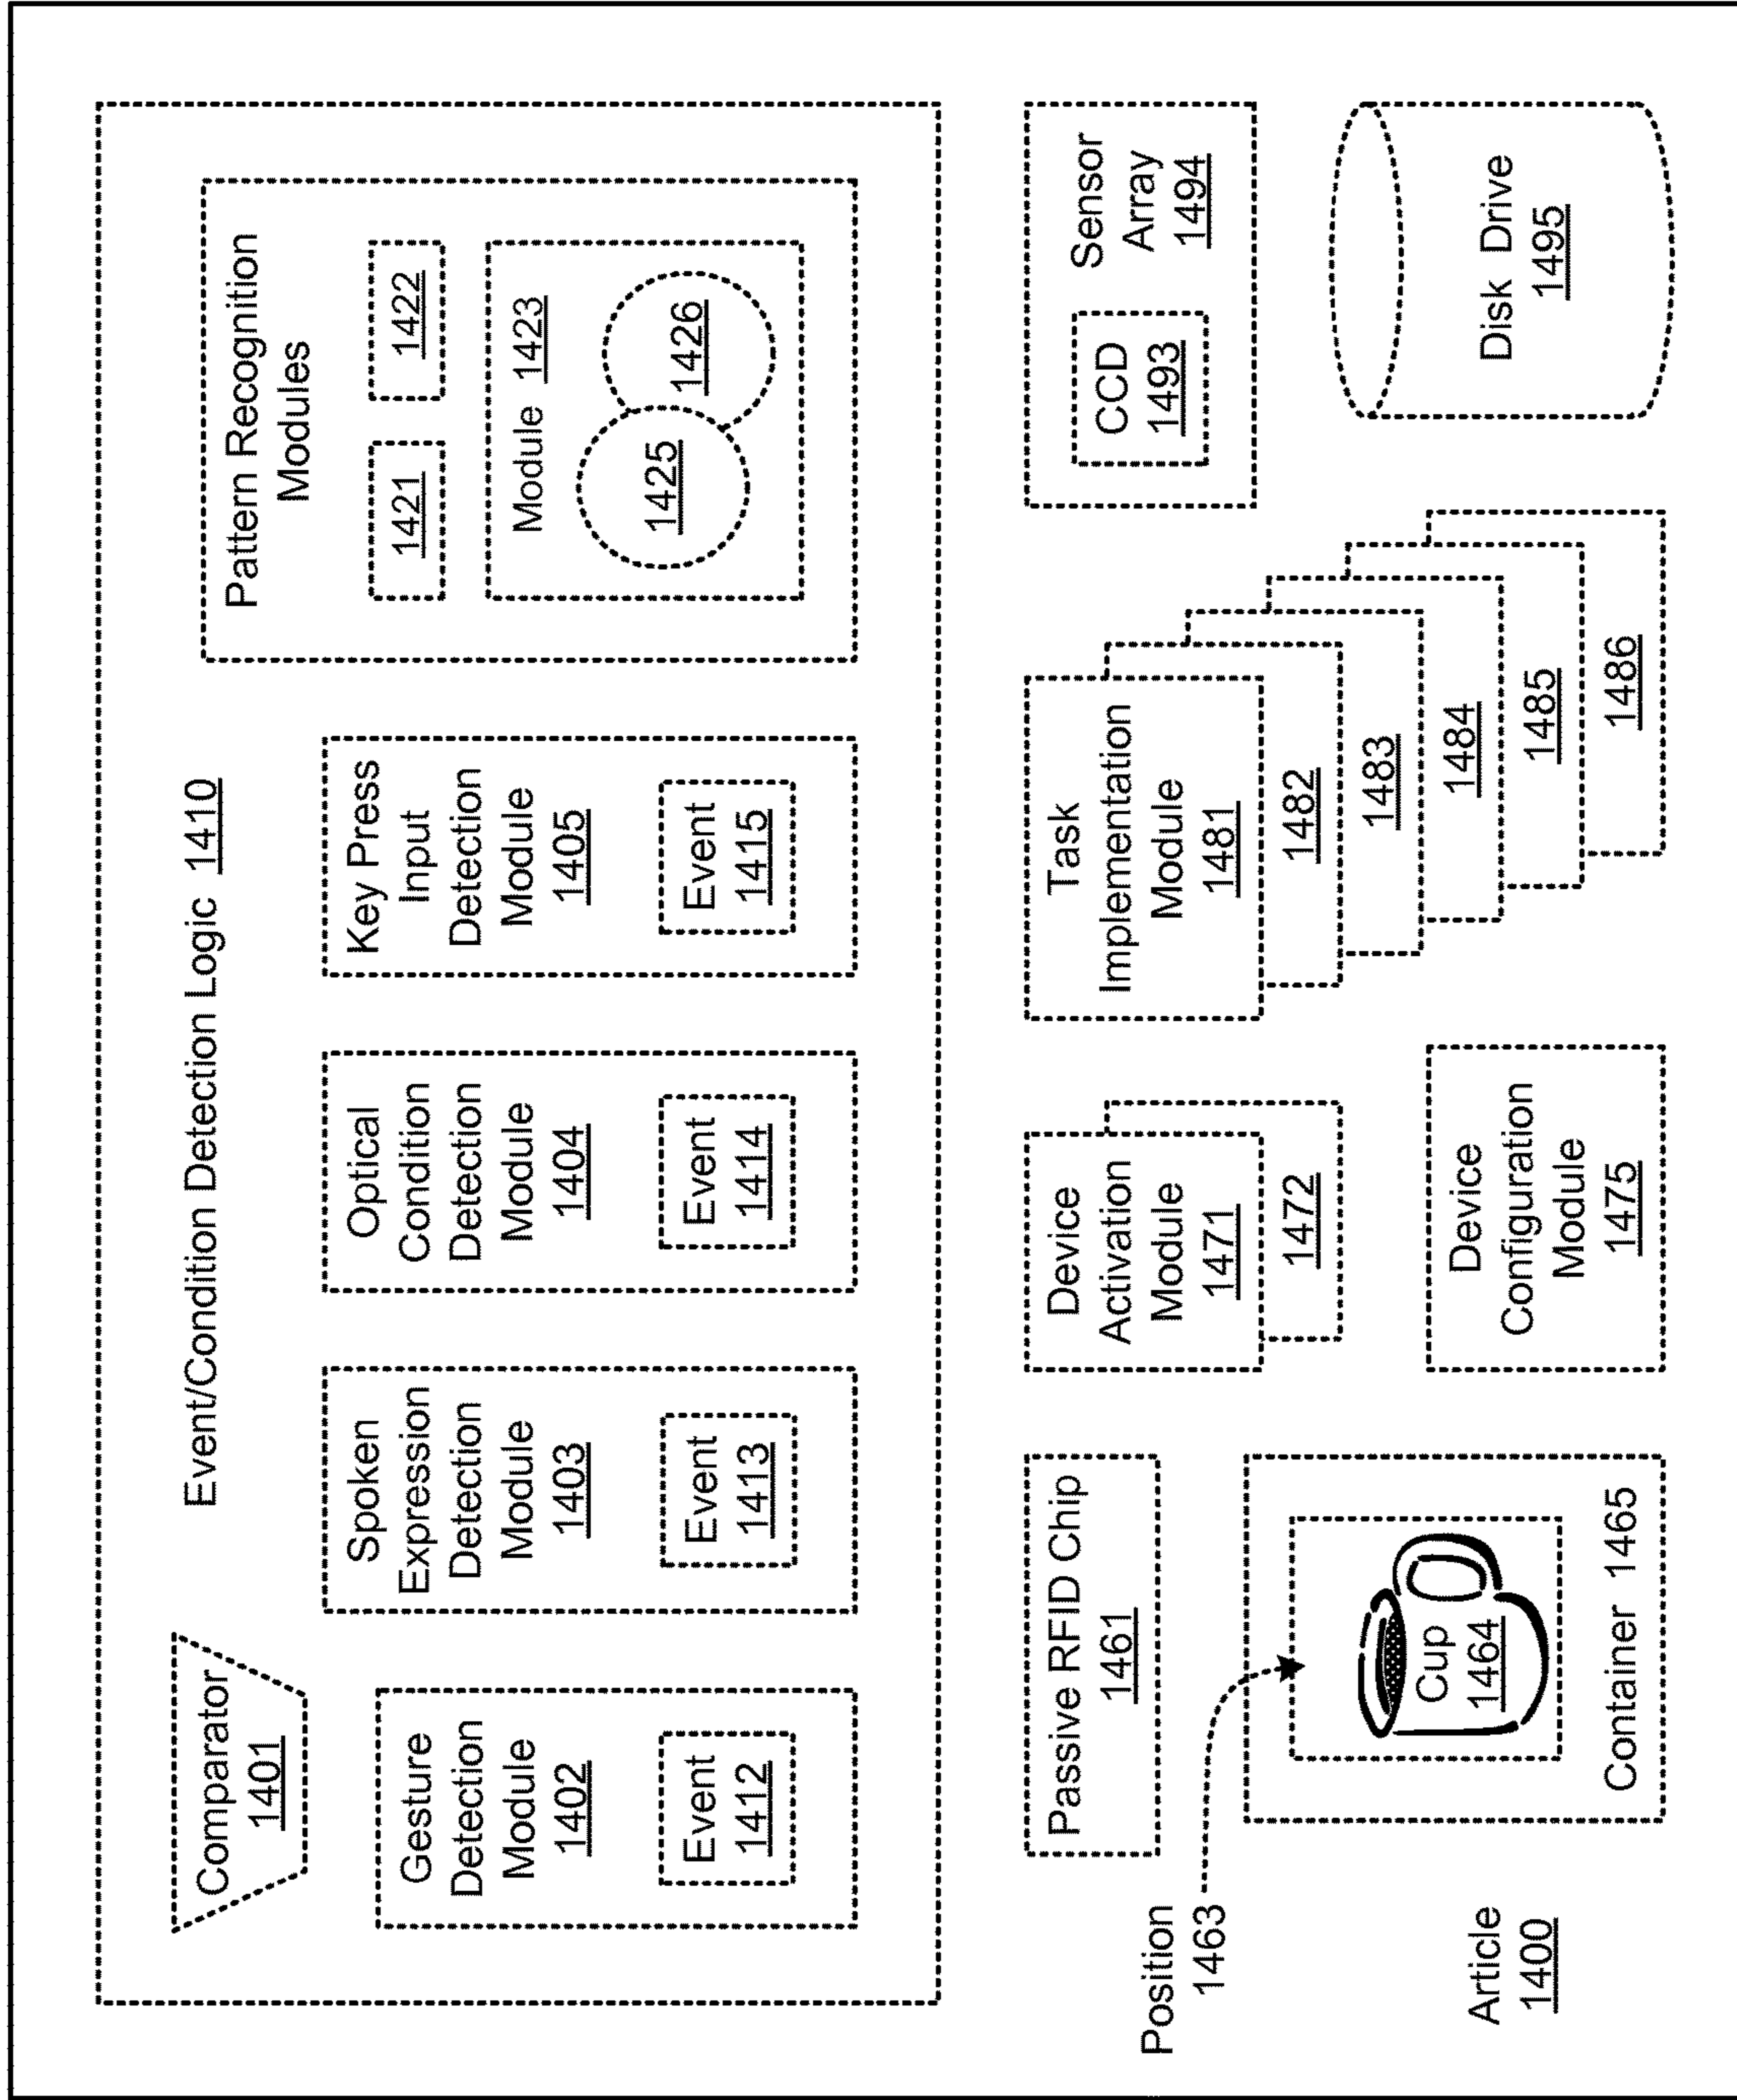 Event/Condition Detection Logic 1410
Comparator
1401
Gesture
Detection
Module
1402
Event
1412
Spoken
Expression
Detection
Module
1403
Event
1413
Optical
Condition
Detection
Module
1404
Event
1414
Key Press
Input
Detection
Module
1405
Event
1415
Pattern Recognition
Modules
1421
1422
Module 1423
1425
1426
Position
1463
Article
1400
Passive RFID Chip
1461
Cup
1464
Container 1465
Device
Activation
Module
1471
1472
Device
Configuration
Module
1475
Task
Implementation
Module
1481
1482
1483
1484
1485
1486
Sensor
Array
1494
CCD
1493
Disk Drive
1495